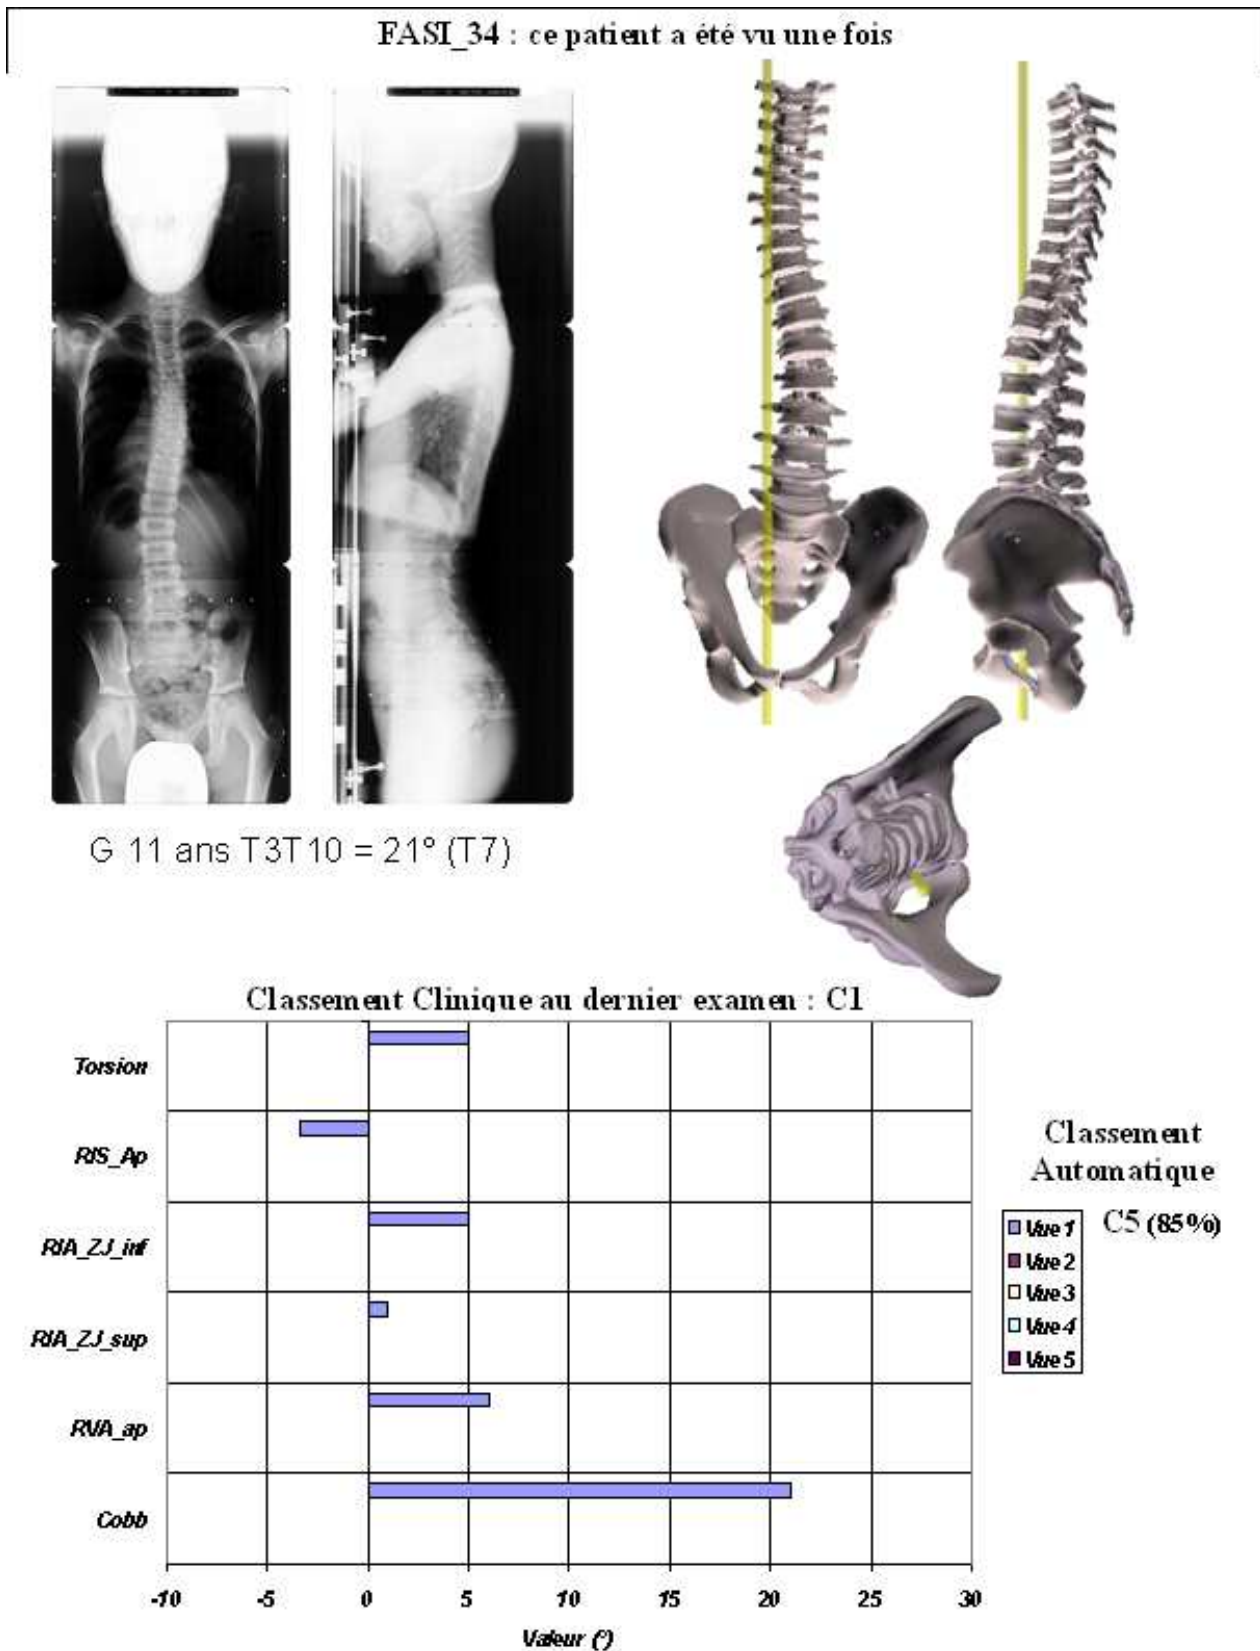 FASI_34 : ce patient a été vu une fois
G 11 ans T3T10 = 21° (T7)
Classement Clinique au dernier examen : C1
Torsion
RIS_Ap
RIA_ZJ_inf
RIA_ZJ_sup
RVA_ap
Cobb
-10 -5 0 5 10 15 20 25 30
Valeur (°)
Classement
Automatique
C5 (85%)
Vue 1
Vue 2
Vue 3
Vue 4
Vue 5